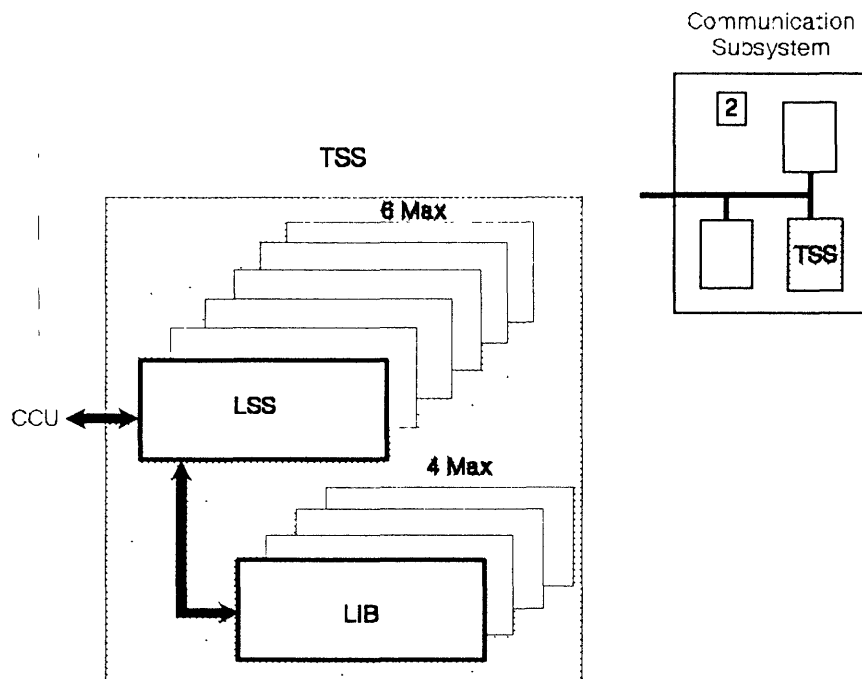 Communication
Subsystem
2
TSS
TSS
6 Max
LSS
CCU
4 Max
LIB